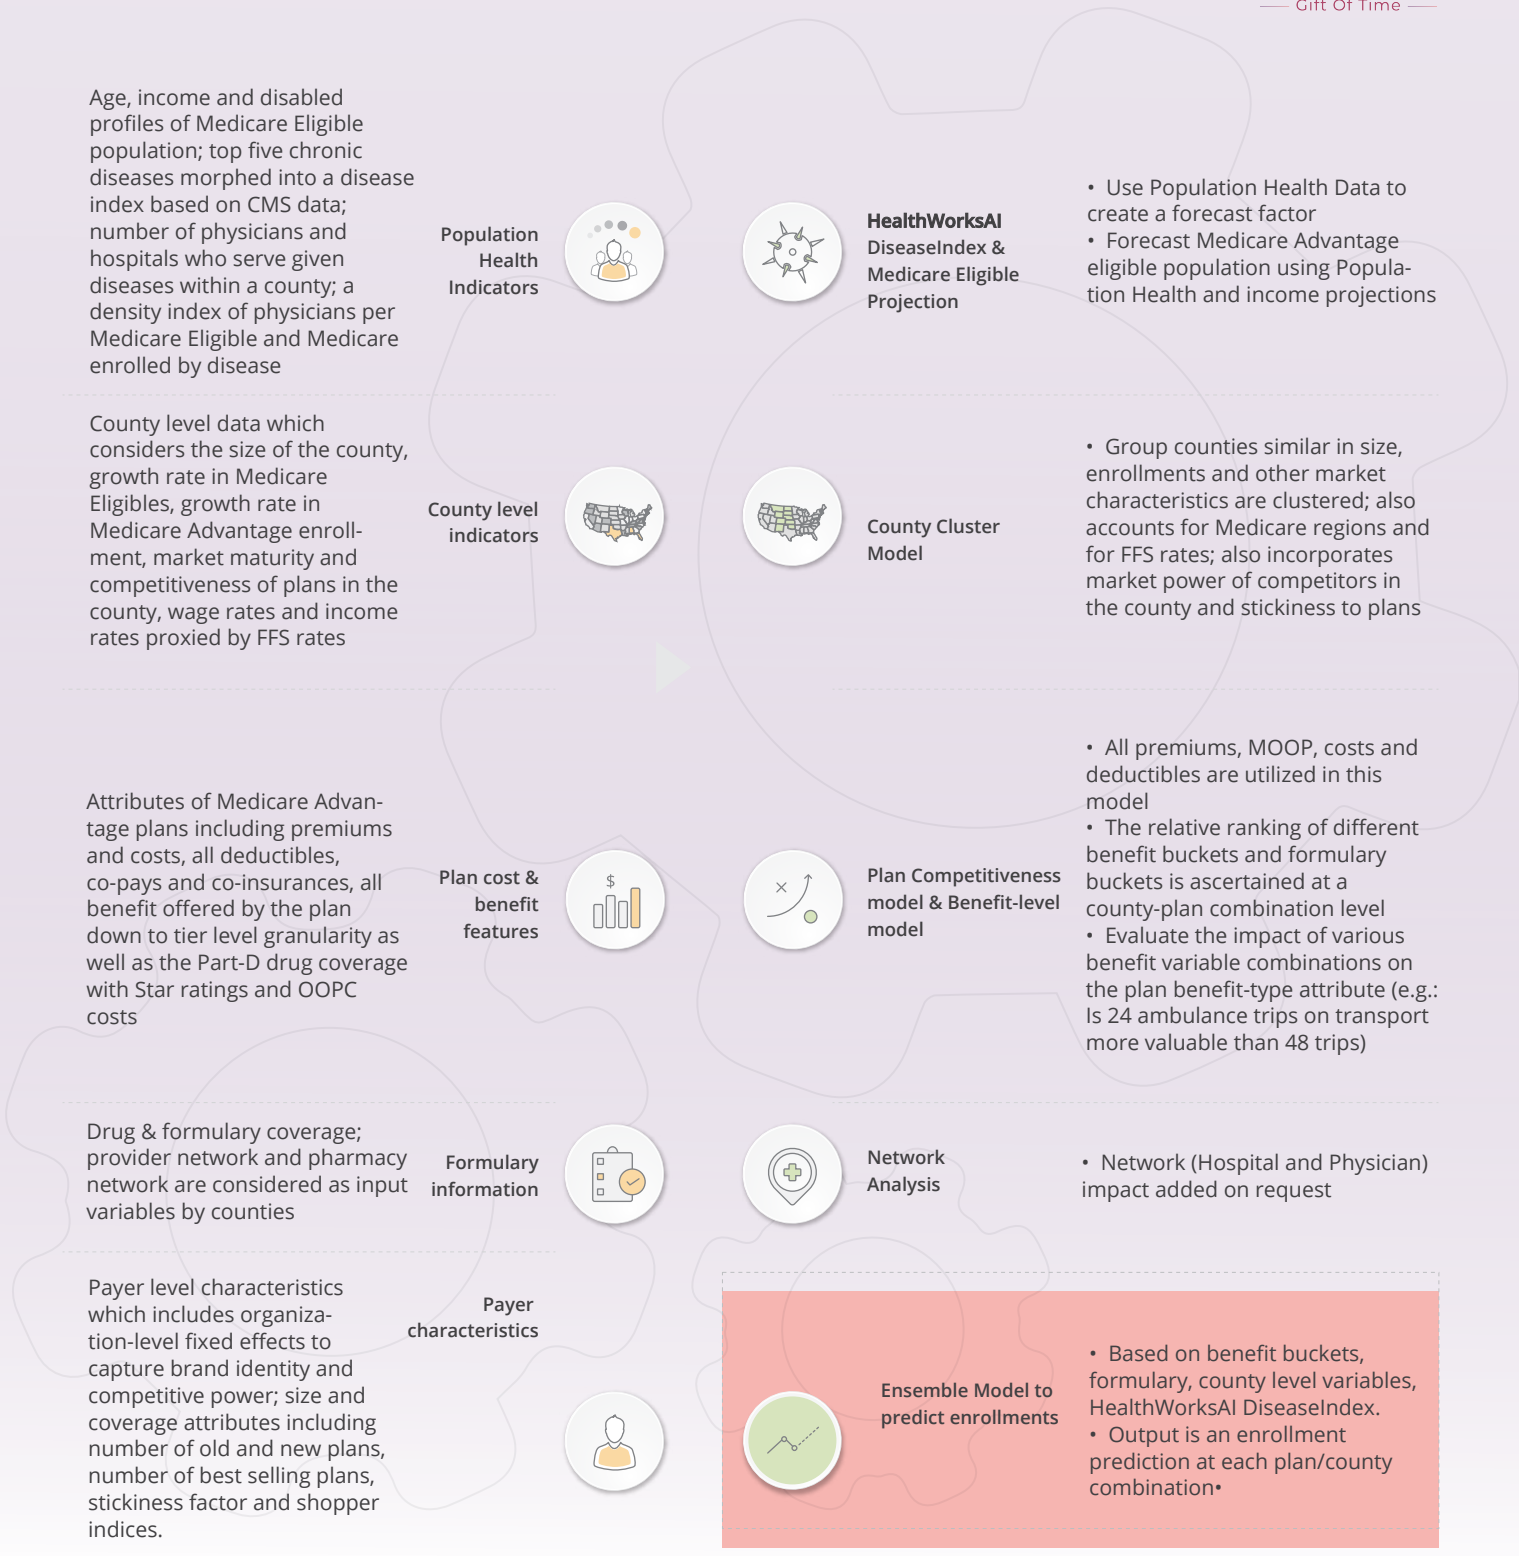 Gift Of Time
Age, income and disabled
profiles of Medicare Eligible
population; top five chronic
diseases morphed into a disease
index based on CMS data;
number of physicians and
hospitals who serve given
diseases within a county; a
density index of physicians per
Medicare Eligible and Medicare
enrolled by disease
Population
Health
Indicators
HealthWorksAI
DiseaseIndex &
Medicare Eligible
Projection
• Use Population Health Data to
create a forecast factor
• Forecast Medicare Advantage
eligible population using Popula-
tion Health and income projections
County level data which
considers the size of the county,
growth rate in Medicare
Eligibles, growth rate in
Medicare Advantage enroll-
ment, market maturity and
competitiveness of plans in the
county, wage rates and income
rates proxied by FFS rates
County level
indicators
County Cluster
Model
• Group counties similar in size,
enrollments and other market
characteristics are clustered; also
accounts for Medicare regions and
for FFS rates; also incorporates
market power of competitors in
the county and stickiness to plans
Attributes of Medicare Advan-
tage plans including premiums
and costs, all deductibles,
co-pays and co-insurances, all
benefit offered by the plan
down to tier level granularity as
well as the Part-D drug coverage
with Star ratings and OOPC
costs
Plan cost &
benefit
features
$
Plan Competitiveness
model & Benefit-level
model
• All premiums, MOOP, costs and
deductibles are utilized in this
model
• The relative ranking of different
benefit buckets and formulary
buckets is ascertained at a
county-plan combination level
• Evaluate the impact of various
benefit variable combinations on
the plan benefit-type attribute (e.g.:
Is 24 ambulance trips on transport
more valuable than 48 trips)
Drug & formulary coverage;
provider network and pharmacy
network are considered as input
variables by counties
Formulary
information
Network
Analysis
• Network (Hospital and Physician)
impact added on request
Payer level characteristics
which includes organiza-
tion-level fixed effects to
capture brand identity and
competitive power; size and
coverage attributes including
number of old and new plans,
number of best selling plans,
stickiness factor and shopper
indices.
Payer
characteristics
Ensemble Model to
predict enrollments
• Based on benefit buckets,
formulary, county level variables,
HealthWorksAI DiseaseIndex.
• Output is an enrollment
prediction at each plan/county
combination•